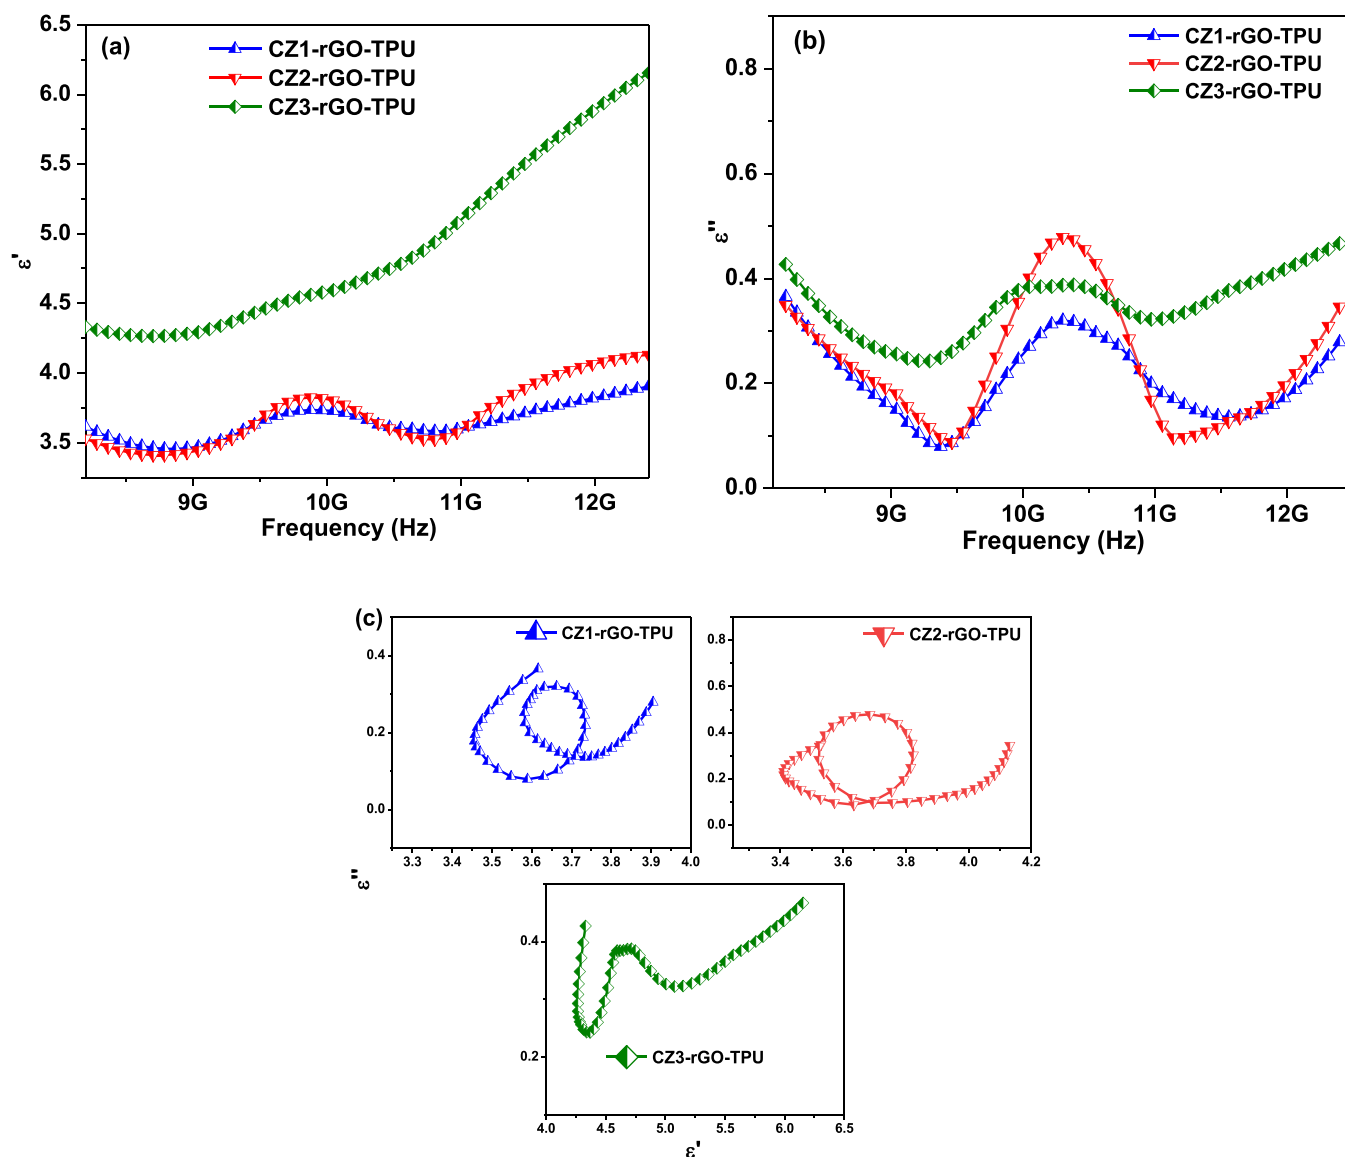 (a)
CZ1-rGO-TPU
CZ2-rGO-TPU
CZ3-rGO-TPU
6.5
6.0
5.5
5.0
4.5
4.0
3.5
ε'
9G 10G 11G 12G
Frequency (Hz)
(b)
CZ1-rGO-TPU
CZ2-rGO-TPU
CZ3-rGO-TPU
0.8
0.6
0.4
0.2
0.0
ε''
9G 10G 11G 12G
Frequency (Hz)
(c)
CZ1-rGO-TPU
0.4
0.2
0.0
3.3 3.4 3.5 3.6 3.7 3.8 3.9 4.0
CZ2-rGO-TPU
0.8
0.6
0.4
0.2
0.0
3.4 3.6 3.8 4.0 4.2
ε''
0.4
0.2
CZ3-rGO-TPU
4.0 4.5 5.0 5.5 6.0 6.5
ε'